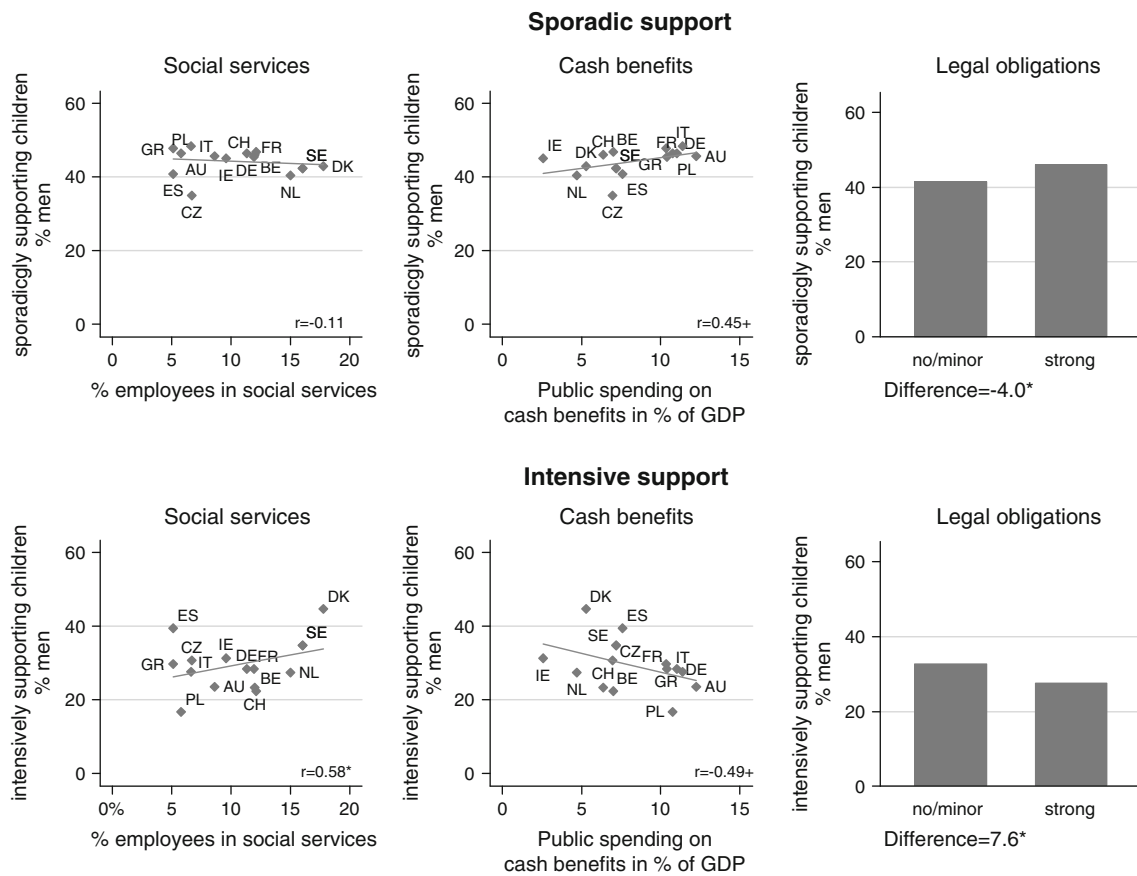 Sporadic support
Social services
sporadicgly supporting children
% men
60
40
20
0
GR
PL
IT
CH
FR
AU
IE
DE
BE
SE
DK
ES
CZ
NL
r=-0.11
0 5 10 15 20
% employees in social services
Cash benefits
sporadicgly supporting children
% men
60
40
20
0
IE
DK
CH
BE
SE
FR
IT
DE
GR
AU
PL
NL
ES
CZ
r=0.45+
0 5 10 15
Public spending on
cash benefits in % of GDP
Legal obligations
sporadicgly supporting children
% men
60
40
20
0
no/minor strong
Difference=-4.0*
Intensive support
Social services
intensively supporting children
% men
60
40
20
0
DK
ES
SE
CZ
IE
GR
IT
DE
FR
BE
NL
PL
AU
CH
r=0.58*
0% 5 10 15 20
% employees in social services
Cash benefits
intensively supporting children
% men
60
40
20
0
DK
ES
SE
CZ
FR
IT
IE
NL
CH
BE
GR
DE
AU
PL
r=-0.49+
0 5 10 15
Public spending on
cash benefits in % of GDP
Legal obligations
intensively supporting children
% men
60
40
20
0
no/minor strong
Difference=7.6*